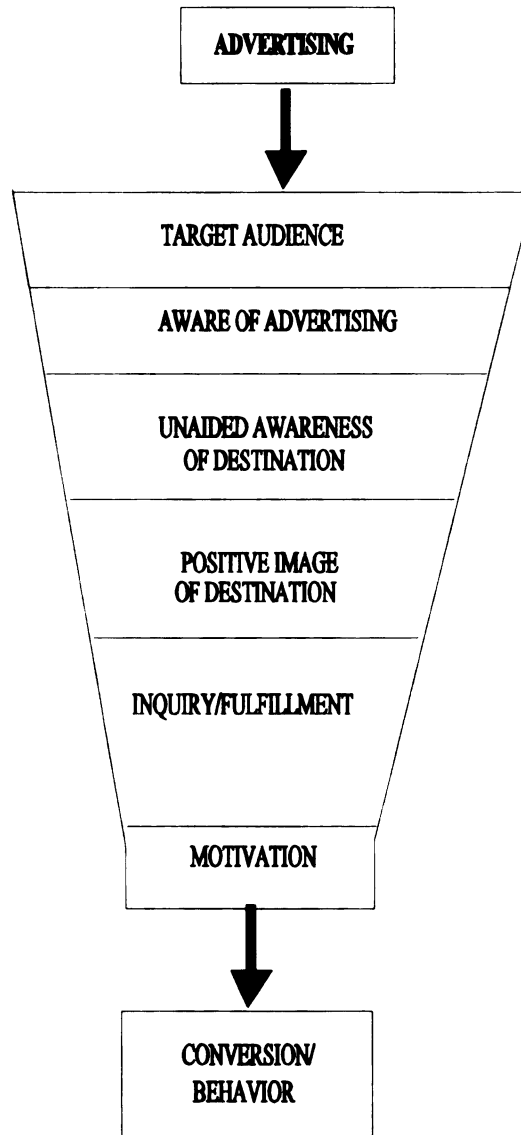 ADVERTISING
TARGET AUDIENCE
AWARE OF ADVERTISING
UNAIDED AWARENESS
OF DESTINATION
POSITIVE IMAGE
OF DESTINATION
INQUIRY/FULFILLMENT
MOTIVATION
CONVERSION/
BEHAVIOR